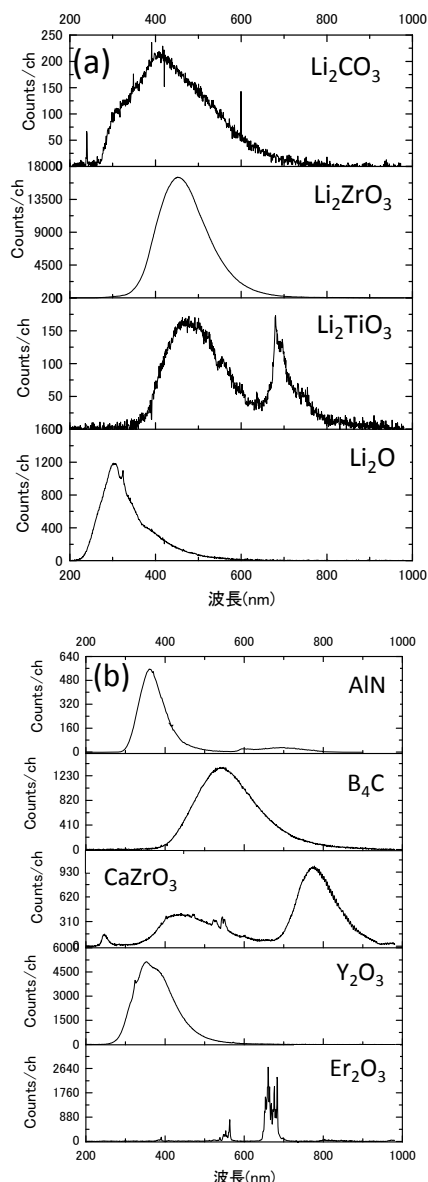 200 400 600 800 1000
(a)
Counts/ch
250
200
150
100
50
0
Li₂CO₃
Counts/ch
18000
13500
9000
4500
0
Li₂ZrO₃
Counts/ch
200
150
100
50
0
Li₂TiO₃
Counts/ch
1600
1200
800
400
0
Li₂O
200 400 600 800 1000
波長(nm)
200 400 600 800 1000
(b)
Counts/ch
640
480
320
160
0
AlN
Counts/ch
1230
820
410
0
B₄C
Counts/ch
930
620
310
0
CaZrO₃
Counts/ch
6000
4500
3000
1500
0
Y₂O₃
Counts/ch
2640
1760
880
0
Er₂O₃
200 400 600 800 1000
波長(nm)